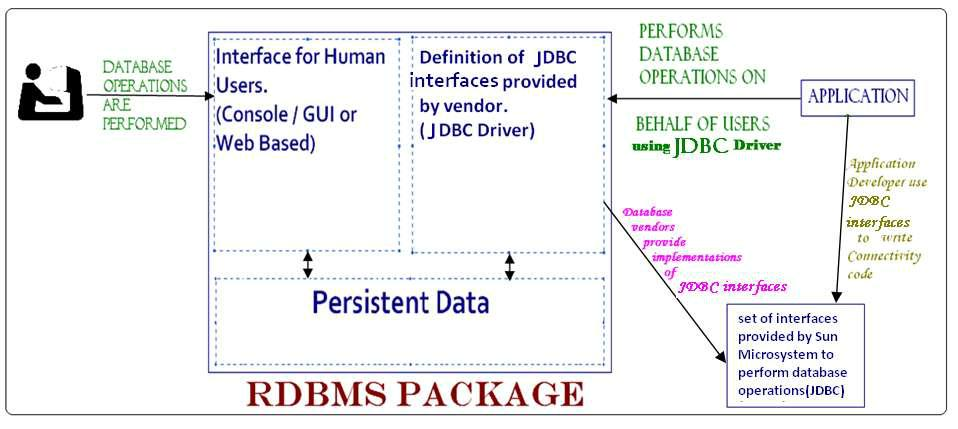 DATABASE
OPERATIONS
ARE
PERFORMED
Interface for Human
Users.
(Console / GUI or
Web Based)
Definition of JDBC
interfaces provided
by vendor.
( JDBC Driver)
Persistent Data
RDBMS PACKAGE
PERFORMS
DATABASE
OPERATIONS ON
BEHALF OF USERS
using JDBC Driver
APPLICATION
Application
Developer use
JDBC
interfaces
to write
Connectivity
code
Database
vendors
provide
implementations
of
JDBC interfaces
set of interfaces
provided by Sun
Microsystem to
perform database
operations(JDBC)